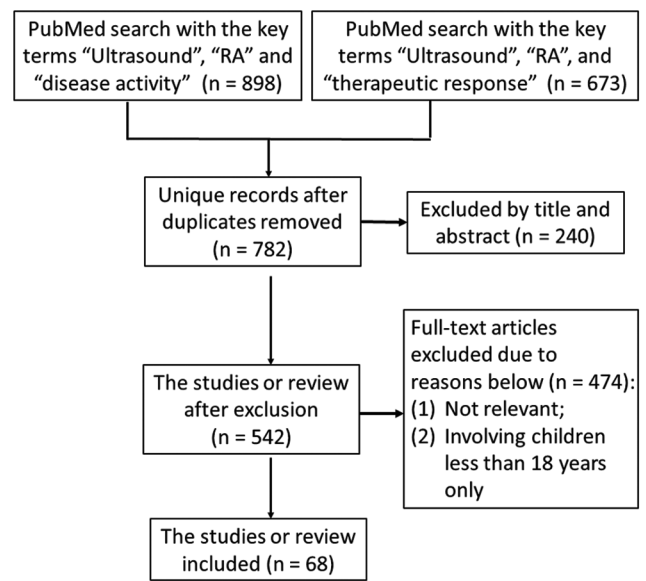 PubMed search with the key
terms “Ultrasound”, “RA” and
“disease activity” (n = 898)
PubMed search with the key
terms “Ultrasound”, “RA”, and
“therapeutic response” (n = 673)
Unique records after
duplicates removed
(n = 782)
Excluded by title and
abstract (n = 240)
The studies or review
after exclusion
(n = 542)
Full-text articles
excluded due to
reasons below (n = 474):
(1) Not relevant;
(2) Involving children
less than 18 years
only
The studies or review
included (n = 68)